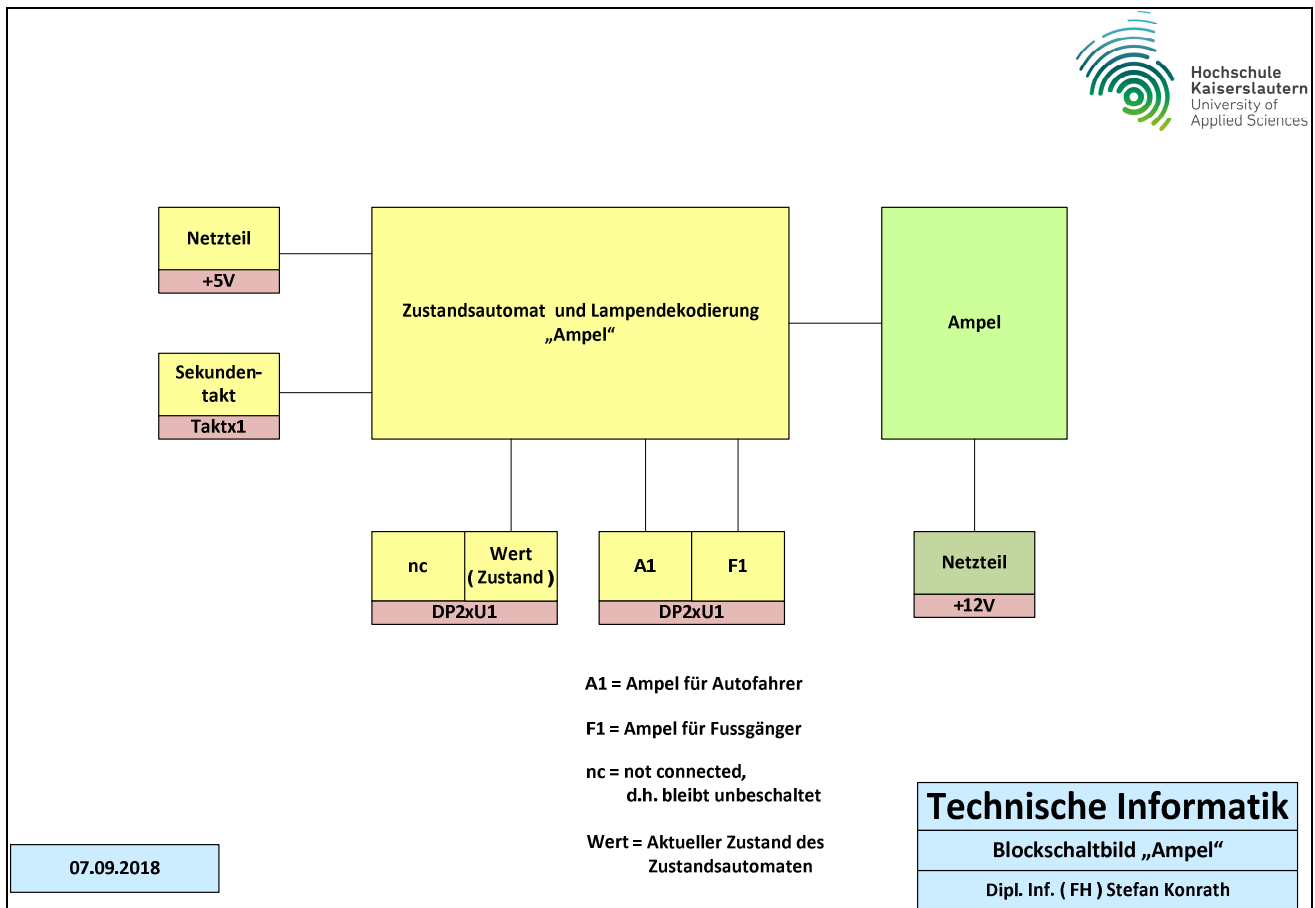 Hochschule
Kaiserslautern
University of
Applied Sciences
Netzteil
+5V
Zustandsautomat und Lampendekodierung
„Ampel“
Ampel
Sekunden-
takt
Taktx1
nc
Wert
( Zustand )
DP2xU1
A1
F1
DP2xU1
Netzteil
+12V
A1 = Ampel für Autofahrer
F1 = Ampel für Fussgänger
nc = not connected,
d.h. bleibt unbeschaltet
Wert = Aktueller Zustand des
Zustandsautomaten
07.09.2018
Technische Informatik
Blockschaltbild „Ampel“
Dipl. Inf. ( FH ) Stefan Konrath